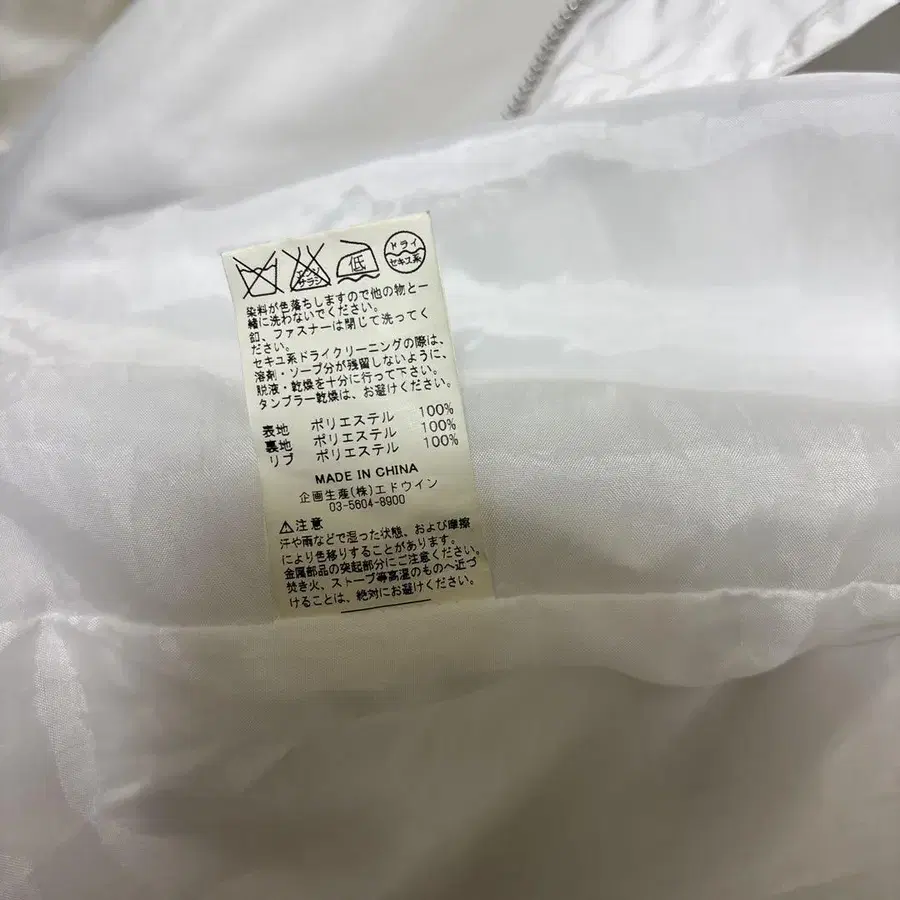 エンソ
サラシ
低
ドライ
セキユ系
染料が色落ちしますので他の物と一
緒に洗わないでください。
釦、ファスナーは閉じて洗ってく
ださい。
セキユ系ドライクリーニングの際は、
溶剤・ソープ分が残留しないように、
脱液・乾燥を十分に行って下さい。
タンブラー乾燥は、お避けください。
表地 ポリエステル 100%
裏地 ポリエステル 100%
リブ ポリエステル 100%
MADE IN CHINA
企画生産(株)エドウイン
03-5604-8900
⚠注意
汗や雨などで湿った状態、および摩擦
により色移りすることがあります。
金属部品の突起部分にご注意ください。
焚き火、ストーブ等高温のものへ近づ
けることは、絶対にお避けください。